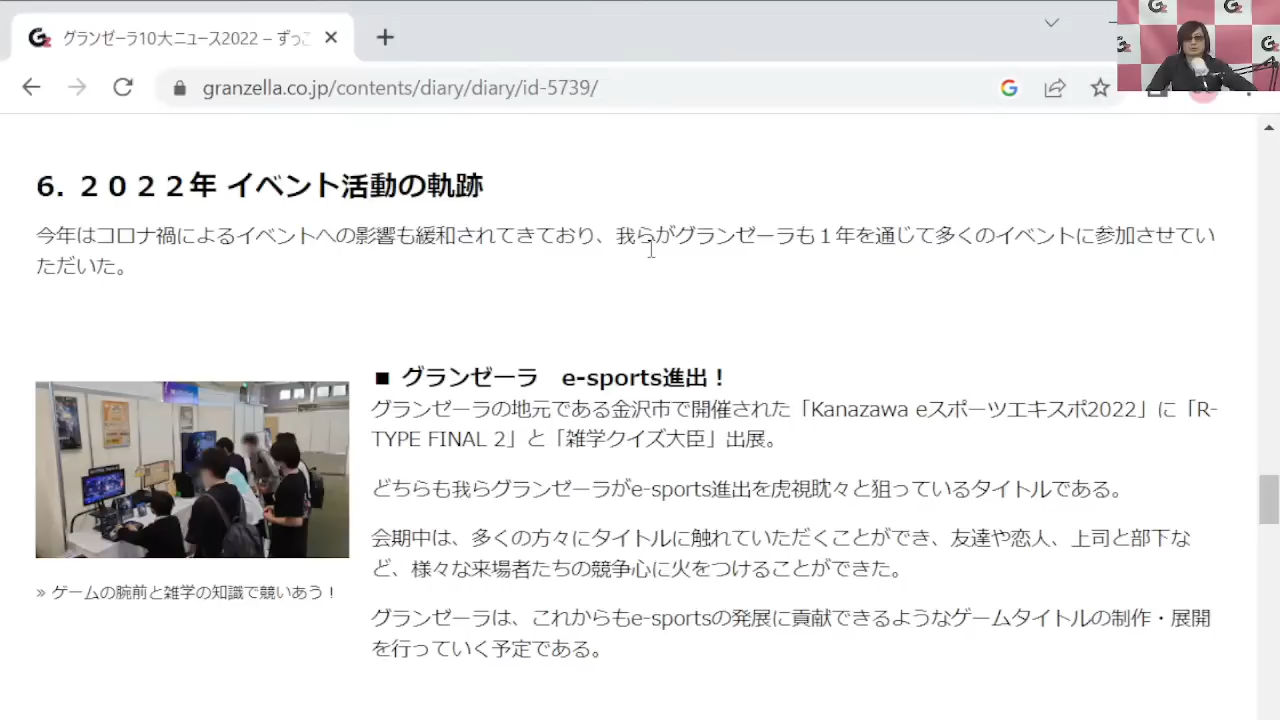 グランゼーラ10大ニュース2022 – ずっこ
granzella.co.jp/contents/diary/diary/id-5739/
6. ２０２２年 イベント活動の軌跡
今年はコロナ禍によるイベントへの影響も緩和されてきており、我らがグランゼーラも１年を通じて多くのイベントに参加させてい
ただいた。
■ グランゼーラ　e-sports進出！
グランゼーラの地元である金沢市で開催された「Kanazawa eスポーツエキスポ2022」に「R-
TYPE FINAL 2」と「雑学クイズ大臣」出展。
どちらも我らグランゼーラがe-sports進出を虎視眈々と狙っているタイトルである。
会期中は、多くの方々にタイトルに触れていただくことができ、友達や恋人、上司と部下な
ど、様々な来場者たちの競争心に火をつけることができた。
» ゲームの腕前と雑学の知識で競いあう！
グランゼーラは、これからもe-sportsの発展に貢献できるようなゲームタイトルの制作・展開
を行っていく予定である。